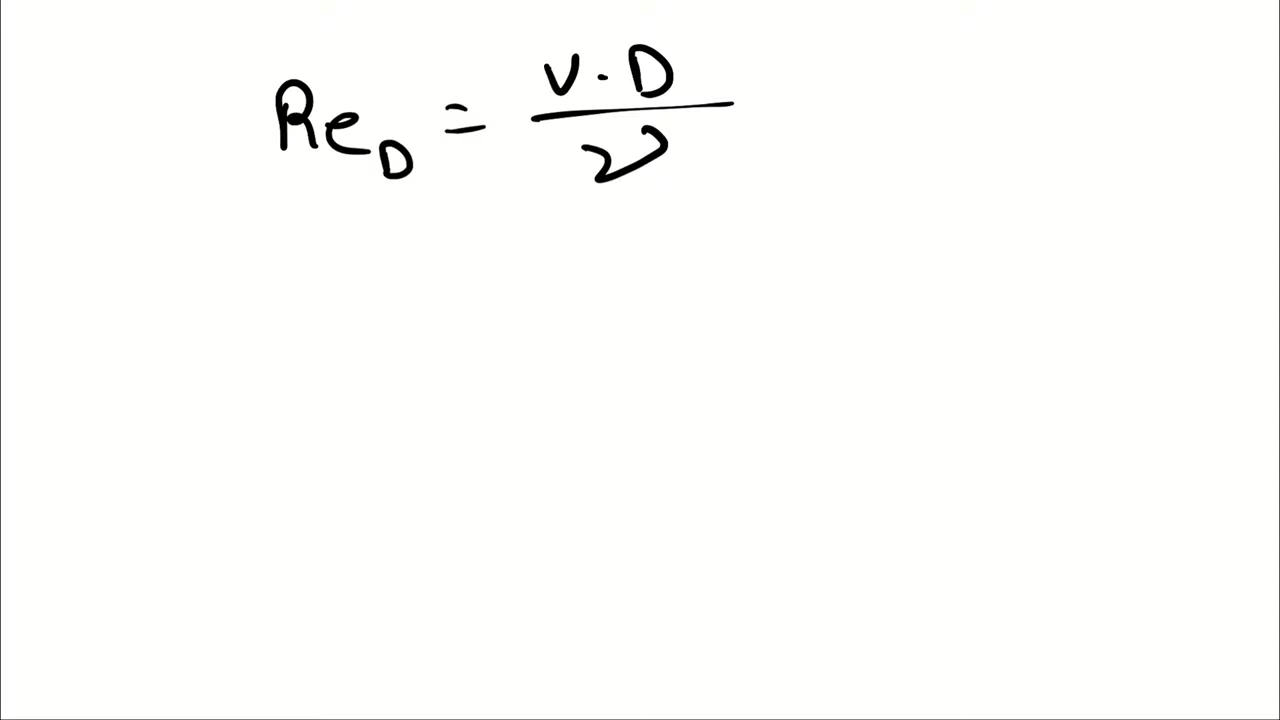 Re_D = V · D / ν